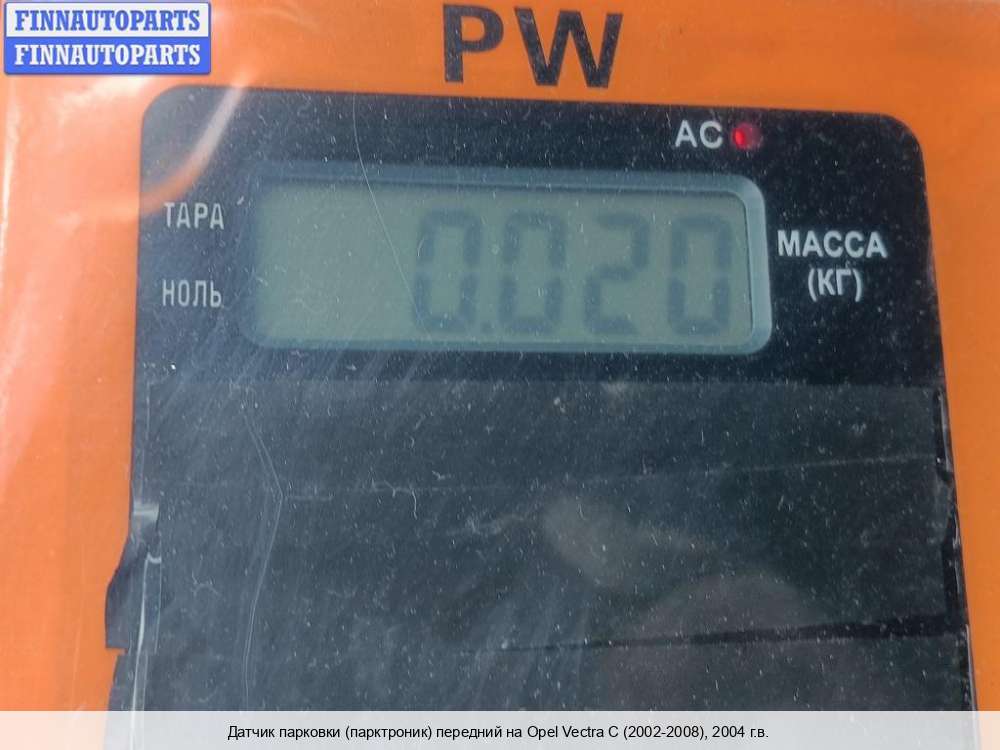 FINNAUTOPARTS
FINNAUTOPARTS
PW
AC
ТАРА
0.020
МАССА
(КГ)
НОЛЬ
Датчик парковки (парктроник) передний на Opel Vectra C (2002-2008), 2004 г.в.